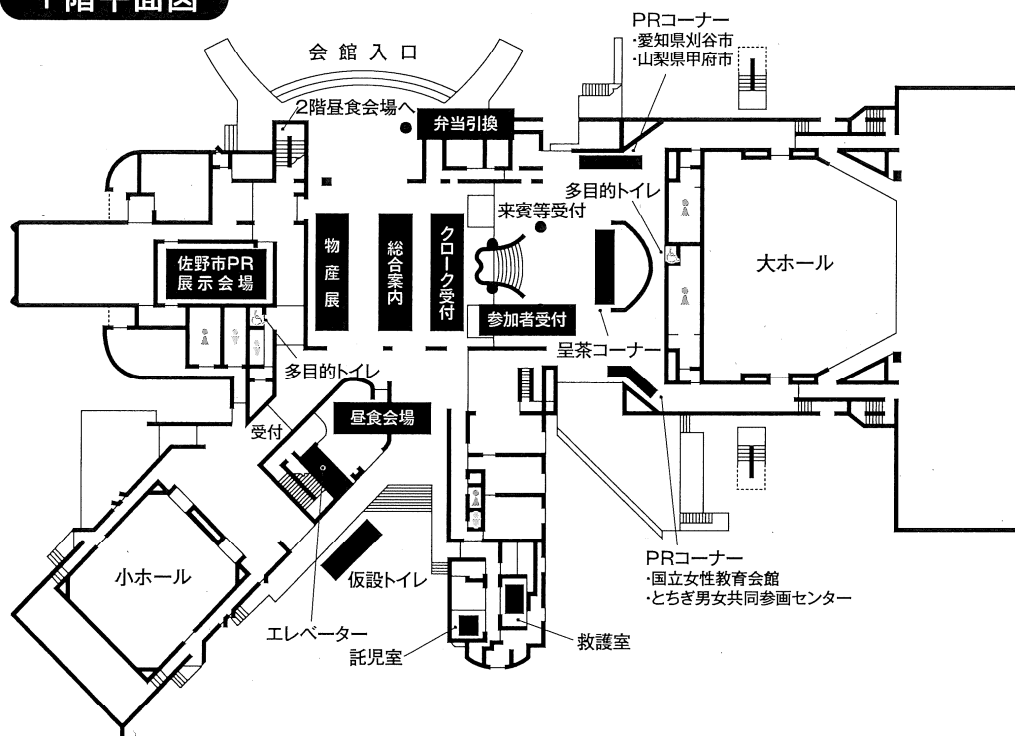 1階平面図
PRコーナー
・愛知県刈谷市
・山梨県甲府市
会館入口
2階昼食会場へ
弁当引換
多目的トイレ
来賓等受付
物産展
総合案内
クローク受付
佐野市PR
展示会場
大ホール
参加者受付
呈茶コーナー
多目的トイレ
昼食会場
受付
PRコーナー
・国立女性教育会館
・とちぎ男女共同参画センター
小ホール
仮設トイレ
エレベーター
託児室
救護室